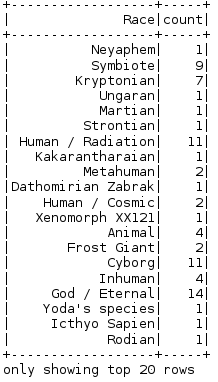 +-----------------+-----+
|             Race|count|
+-----------------+-----+
|         Neyaphem|    1|
|         Symbiote|    9|
|       Kryptonian|    7|
|          Ungaran|    1|
|          Martian|    1|
|        Strontian|    1|
|Human / Radiation|   11|
|   Kakarantharaian|    1|
|        Metahuman|    2|
|Dathomirian Zabrak|    1|
|   Human / Cosmic|    2|
|  Xenomorph XX121|    1|
|           Animal|    4|
|      Frost Giant|    2|
|           Cyborg|   11|
|          Inhuman|    4|
|    God / Eternal|   14|
|   Yoda's species|    1|
|    Icthyo Sapien|    1|
|           Rodian|    1|
+-----------------+-----+
only showing top 20 rows